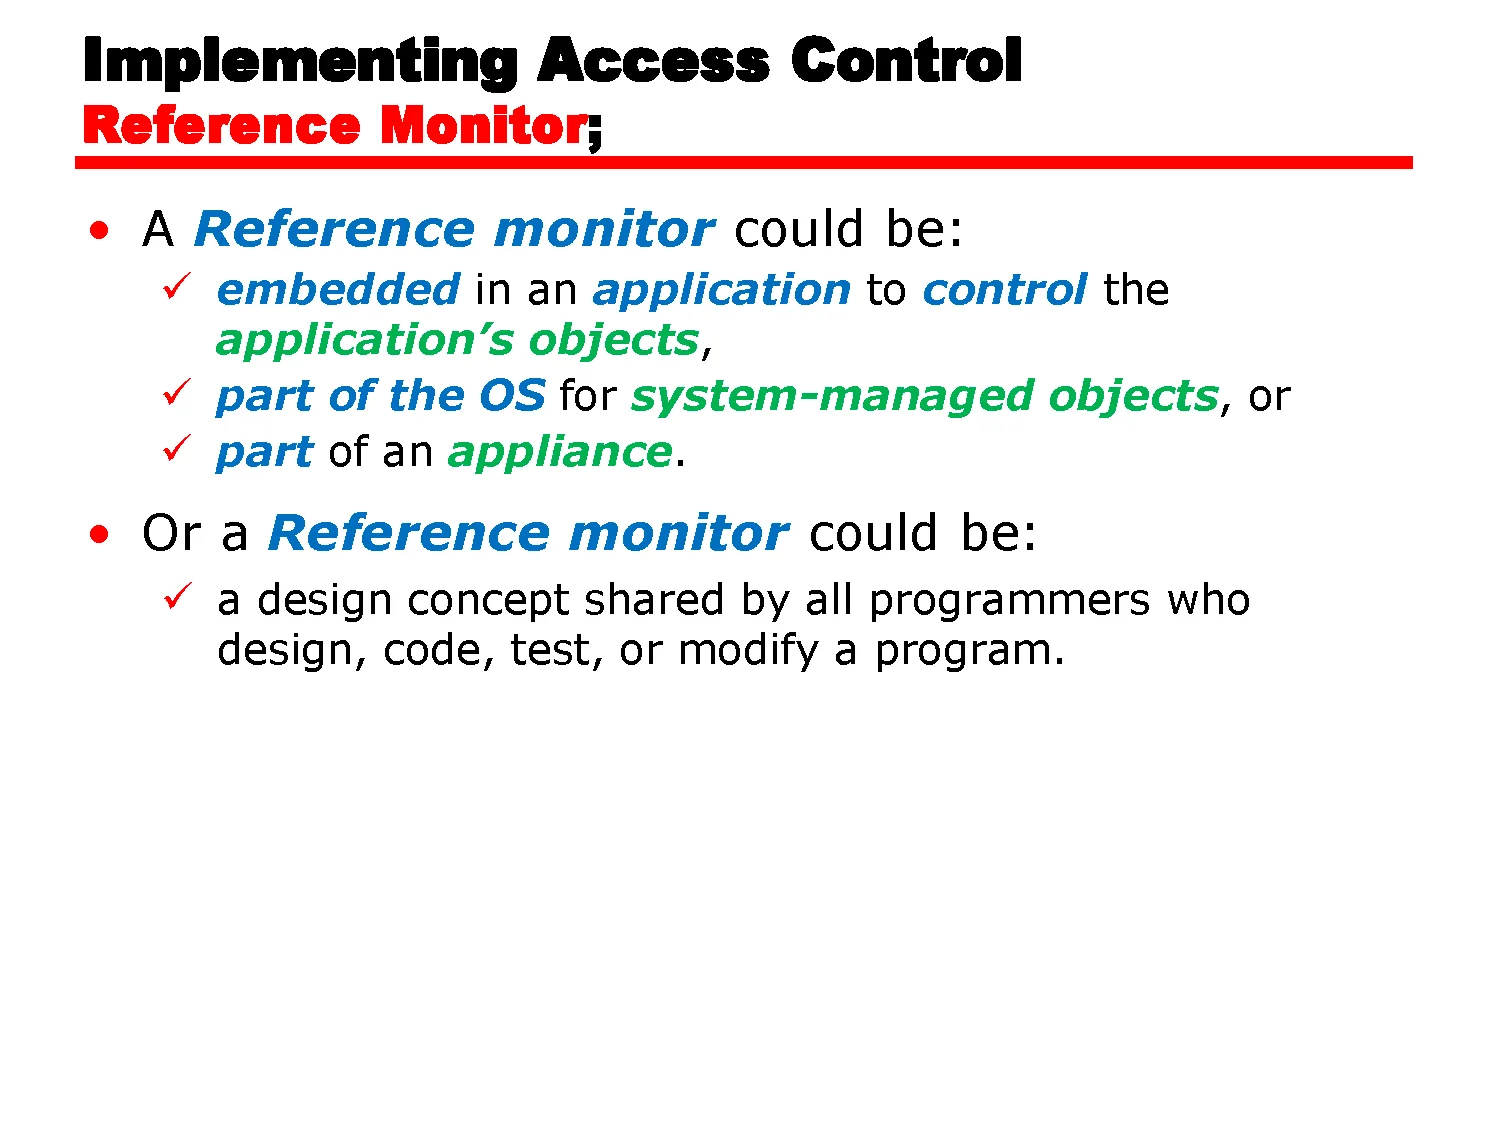 Implementing Access Control
Reference Monitor;
• A Reference monitor could be:
✓ embedded in an application to control the
application’s objects,
✓ part of the OS for system-managed objects, or
✓ part of an appliance.
• Or a Reference monitor could be:
✓ a design concept shared by all programmers who
design, code, test, or modify a program.